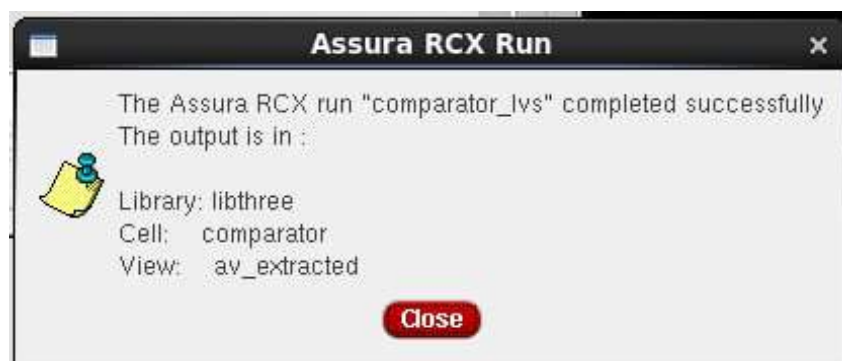 Assura RCX Run
The Assura RCX run "comparator_lvs" completed successfully
The output is in :
Library: libthree
Cell: comparator
View: av_extracted
Close